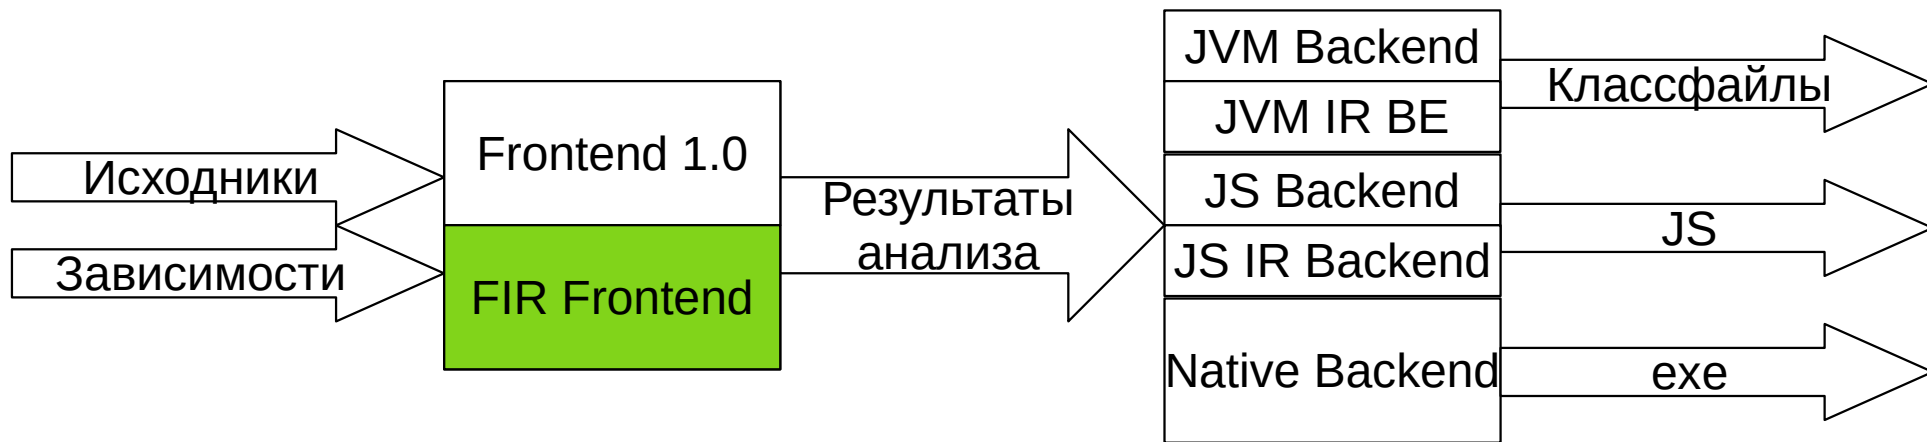 Исходники
Зависимости
Frontend 1.0
FIR Frontend
Результаты
анализа
JVM Backend
JVM IR BE
JS Backend
JS IR Backend
Native Backend
Классфайлы
JS
exe